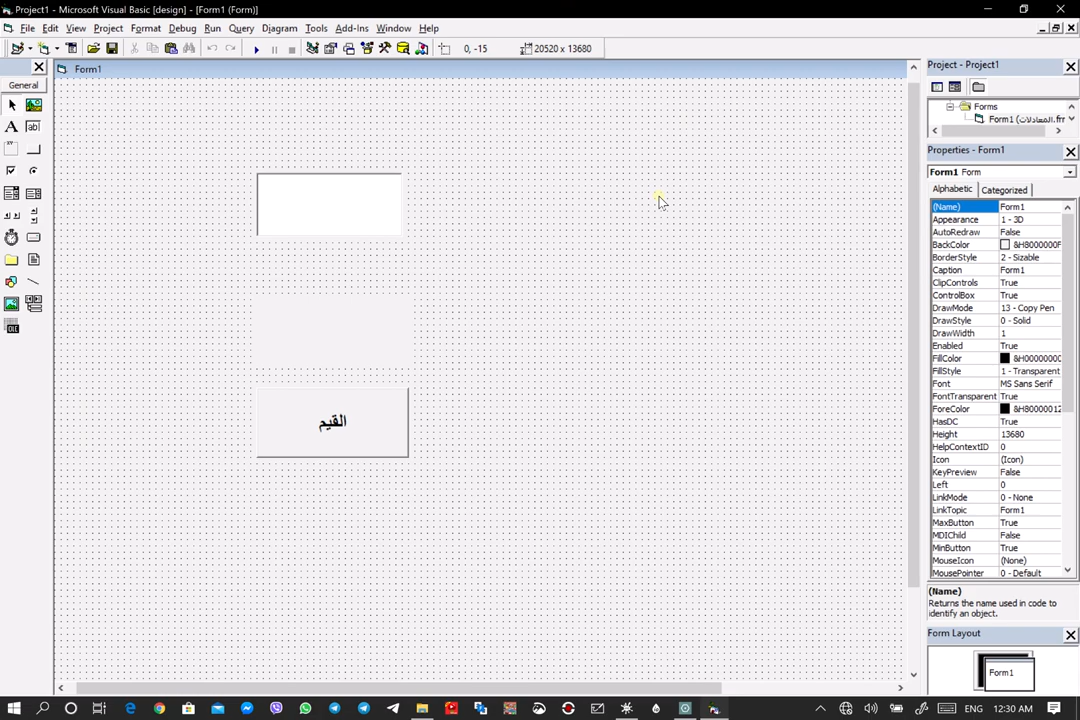 Project1 - Microsoft Visual Basic [design] - [Form1 (Form)]
File Edit View Project Format Debug Run Query Diagram Tools Add-Ins Window Help
0, -15 20520 x 13680
General
Form1
القيم
Project - Project1
Forms
Form1 (المعادلات.frr
Properties - Form1
Form1 Form
Alphabetic Categorized
(Name) Form1
Appearance 1 - 3D
AutoRedraw False
BackColor &H8000000F
BorderStyle 2 - Sizable
Caption Form1
ClipControls True
ControlBox True
DrawMode 13 - Copy Pen
DrawStyle 0 - Solid
DrawWidth 1
Enabled True
FillColor &H0000000
FillStyle 1 - Transparent
Font MS Sans Serif
FontTransparent True
ForeColor &H8000001
HasDC True
Height 13680
HelpContextID 0
Icon (Icon)
KeyPreview False
Left 0
LinkMode 0 - None
LinkTopic Form1
MaxButton True
MDIChild False
MinButton True
MouseIcon (None)
MousePointer 0 - Default
(Name)
Returns the name used in code to
identify an object.
Form Layout
Form1
ENG 12:30 AM